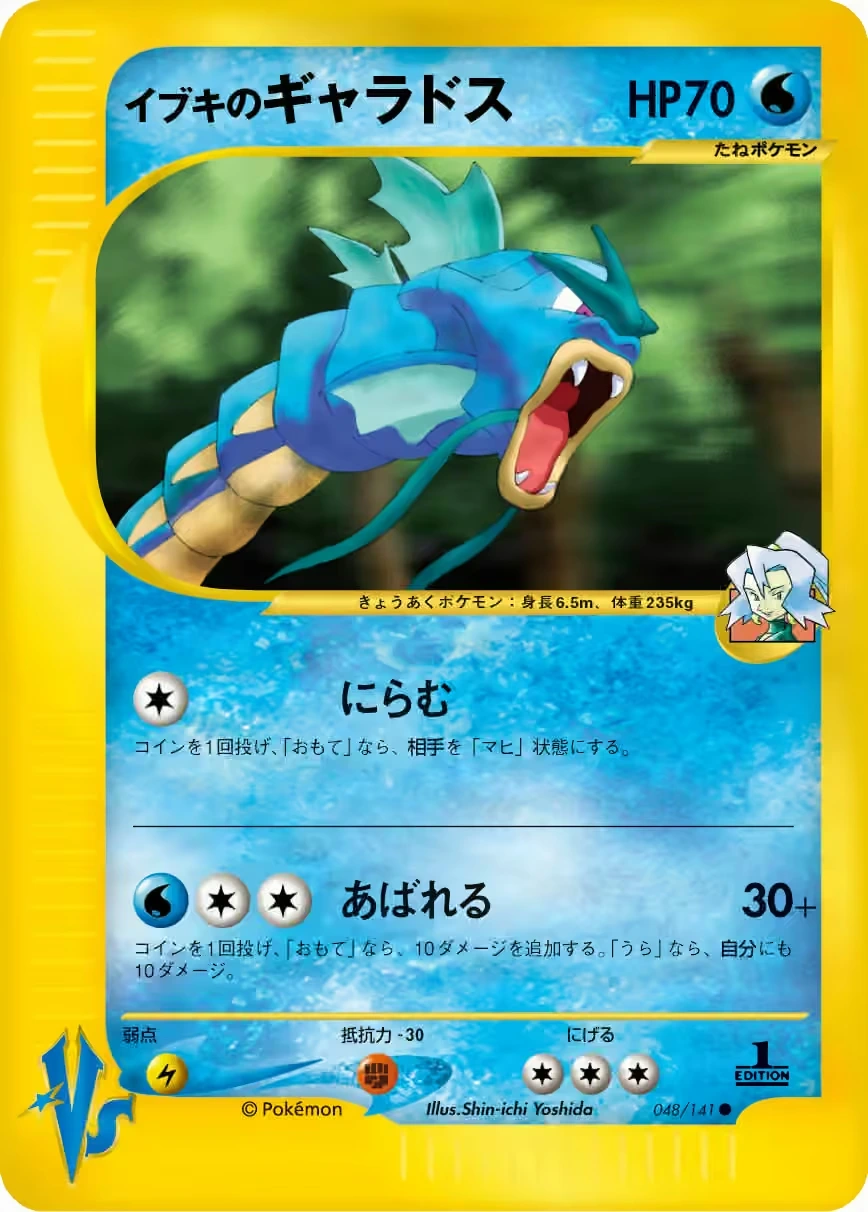 イブキのギャラドス HP70
たねポケモン
きょうあくポケモン：身長6.5m、体重235kg
にらむ
コインを1回投げ、「おもて」なら、相手を「マヒ」状態にする。
あばれる 30+
コインを1回投げ、「おもて」なら、10ダメージを追加する。「うら」なら、自分にも
10ダメージ。
弱点 抵抗力 -30 にげる
1
EDITION
VS
© Pokémon Illus.Shin-ichi Yoshida 048/141 ●